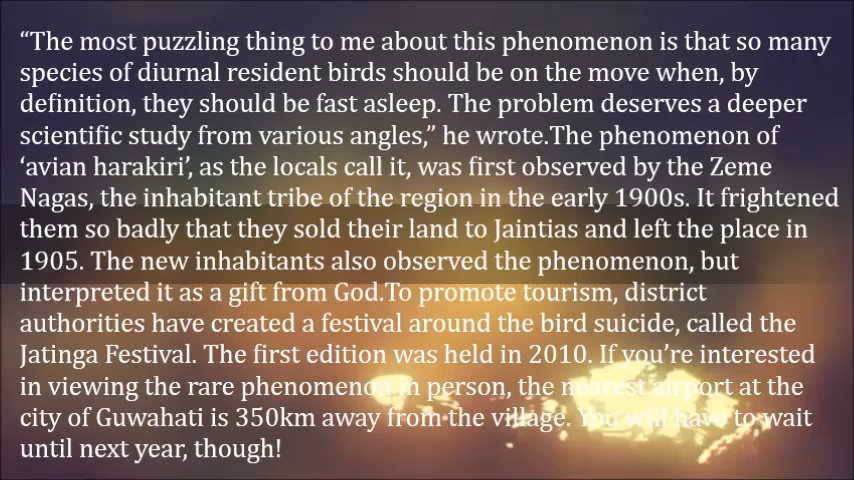 “The most puzzling thing to me about this phenomenon is that so many
species of diurnal resident birds should be on the move when, by
definition, they should be fast asleep. The problem deserves a deeper
scientific study from various angles,” he wrote.The phenomenon of
‘avian harakiri’, as the locals call it, was first observed by the Zeme
Nagas, the inhabitant tribe of the region in the early 1900s. It frightened
them so badly that they sold their land to Jaintias and left the place in
1905. The new inhabitants also observed the phenomenon, but
interpreted it as a gift from God.To promote tourism, district
authorities have created a festival around the bird suicide, called the
Jatinga Festival. The first edition was held in 2010. If you’re interested
in viewing the rare phenomenon in person, the nearest airport at the
city of Guwahati is 350km away from the village. You will have to wait
until next year, though!